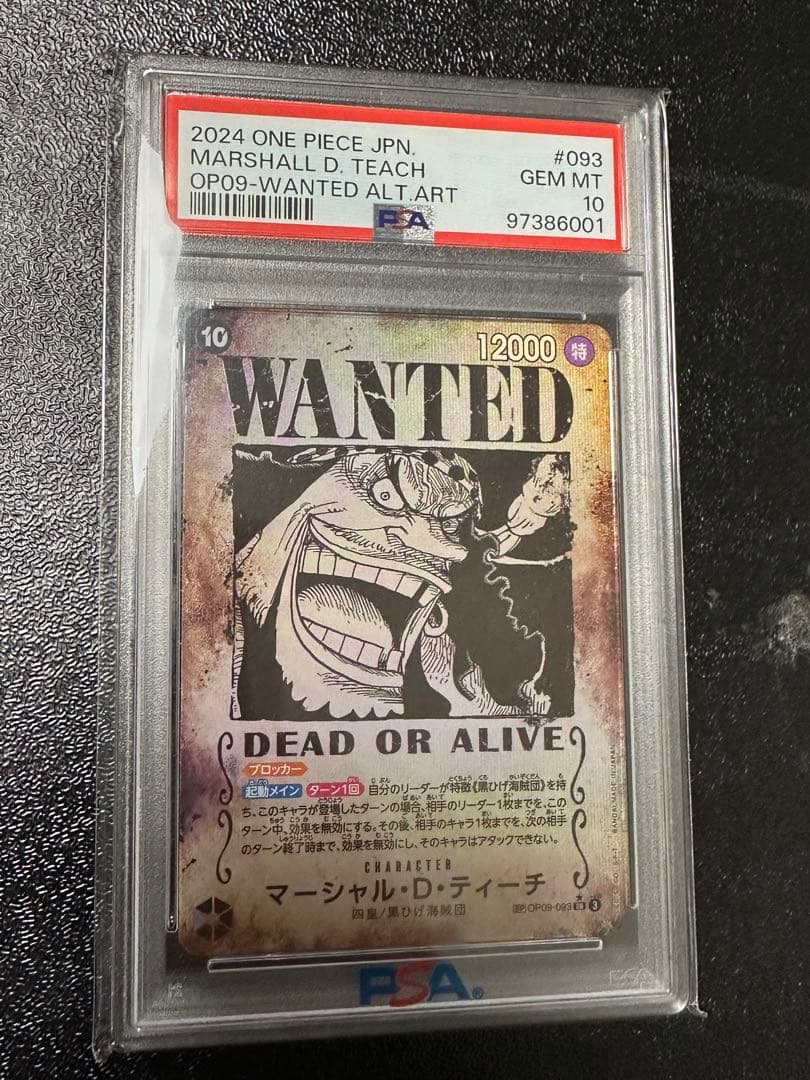 2024 ONE PIECE JPN. #093
MARSHALL D. TEACH GEM MT
OP09-WANTED ALT.ART 10
PSA 97386001
10 12000 特
WANTED
DEAD OR ALIVE
ブロッカー
起動メイン ターン1回 自分のリーダーが特徴《黒ひげ海賊団》を持
ち、このキャラが登場したターンの場合、相手のリーダー1枚までを、この
ターン中、効果を無効にする。その後、相手のキャラ1枚までを、次の相手
のターン終了時まで、効果を無効にし、そのキャラはアタックできない。
CHARACTER
マーシャル・D・ティーチ
四皇/黒ひげ海賊団
SP OP09-093 SR 3
PSA®